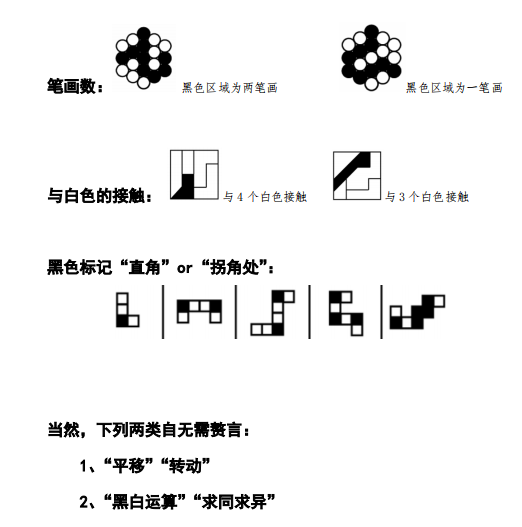 笔画数：
黑色区域为两笔画
黑色区域为一笔画
与白色的接触：
与4个白色接触
与3个白色接触
黑色标记“直角”or“拐角处”：
当然，下列两类自无需赘言：
1、“平移”“转动”
2、“黑白运算”“求同求异”